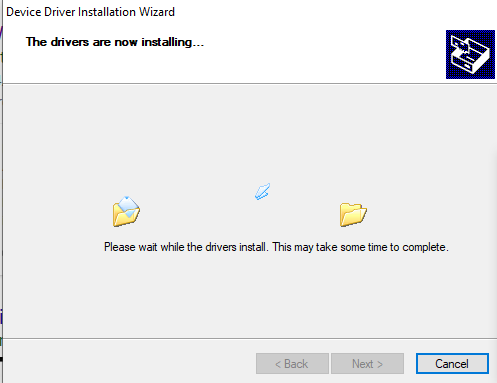 Device Driver Installation Wizard
The drivers are now installing...
Please wait while the drivers install. This may take some time to complete.
< Back
Next >
Cancel